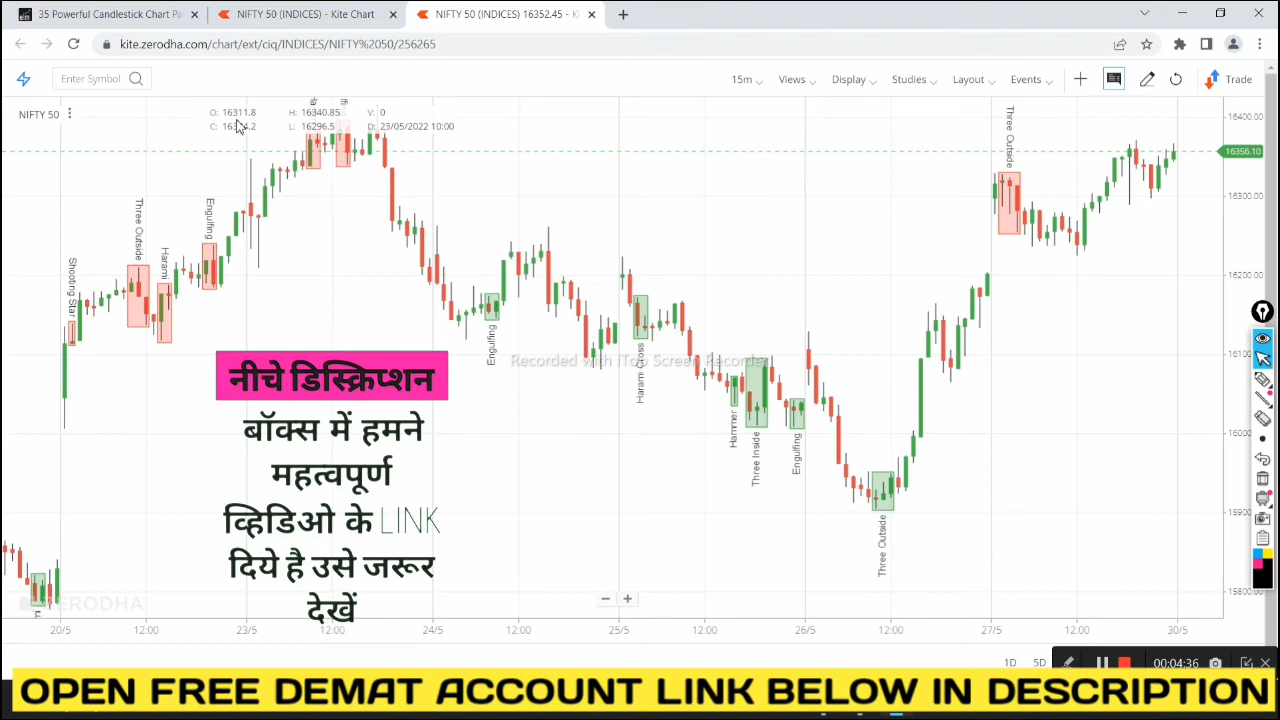 35 Powerful Candlestick Chart Pa
NIFTY 50 (INDICES) - Kite Chart
NIFTY 50 (INDICES) 16352.45 - K
kite.zerodha.com/chart/ext/ciq/INDICES/NIFTY%2050/256265
Enter Symbol
15m
Views
Display
Studies
Layout
Events
Trade
NIFTY 50
O: 16311.8
H: 16340.85
V: 0
L: 16296.5
D: 23/05/2022 10:00
16400.00
16356.10
16300.00
16200.00
15900
15800.00
Shooting Star
Three Outside
Harami
Engulfing
Engulfing
Harami Cross
Hammer
Three Inside
Engulfing
Three Outside
Three Outside
Recorded with iTop Screen Recorder
नीचे डिस्क्रिप्शन
बॉक्स में हमने
महत्वपूर्ण
व्हिडिओ के LINK
दिये है उसे जरूर
देखें
ZERODHA
20/5
12:00
23/5
12:00
24/5
12:00
25/5
12:00
26/5
12:00
27/5
12:00
30/5
1D
5D
00:04:36
OPEN FREE DEMAT ACCOUNT LINK BELOW IN DESCRIPTION